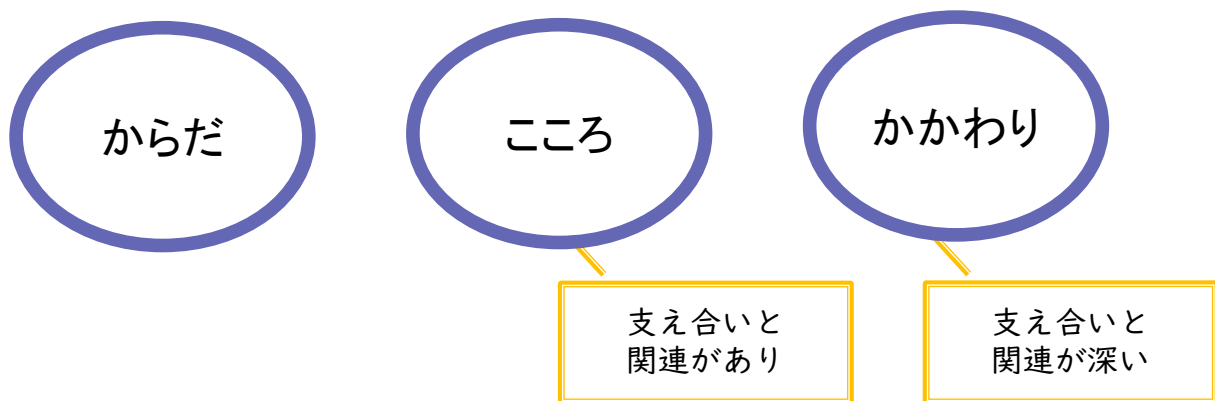 からだ
こころ
かかわり
支え合いと
関連があり
支え合いと
関連が深い